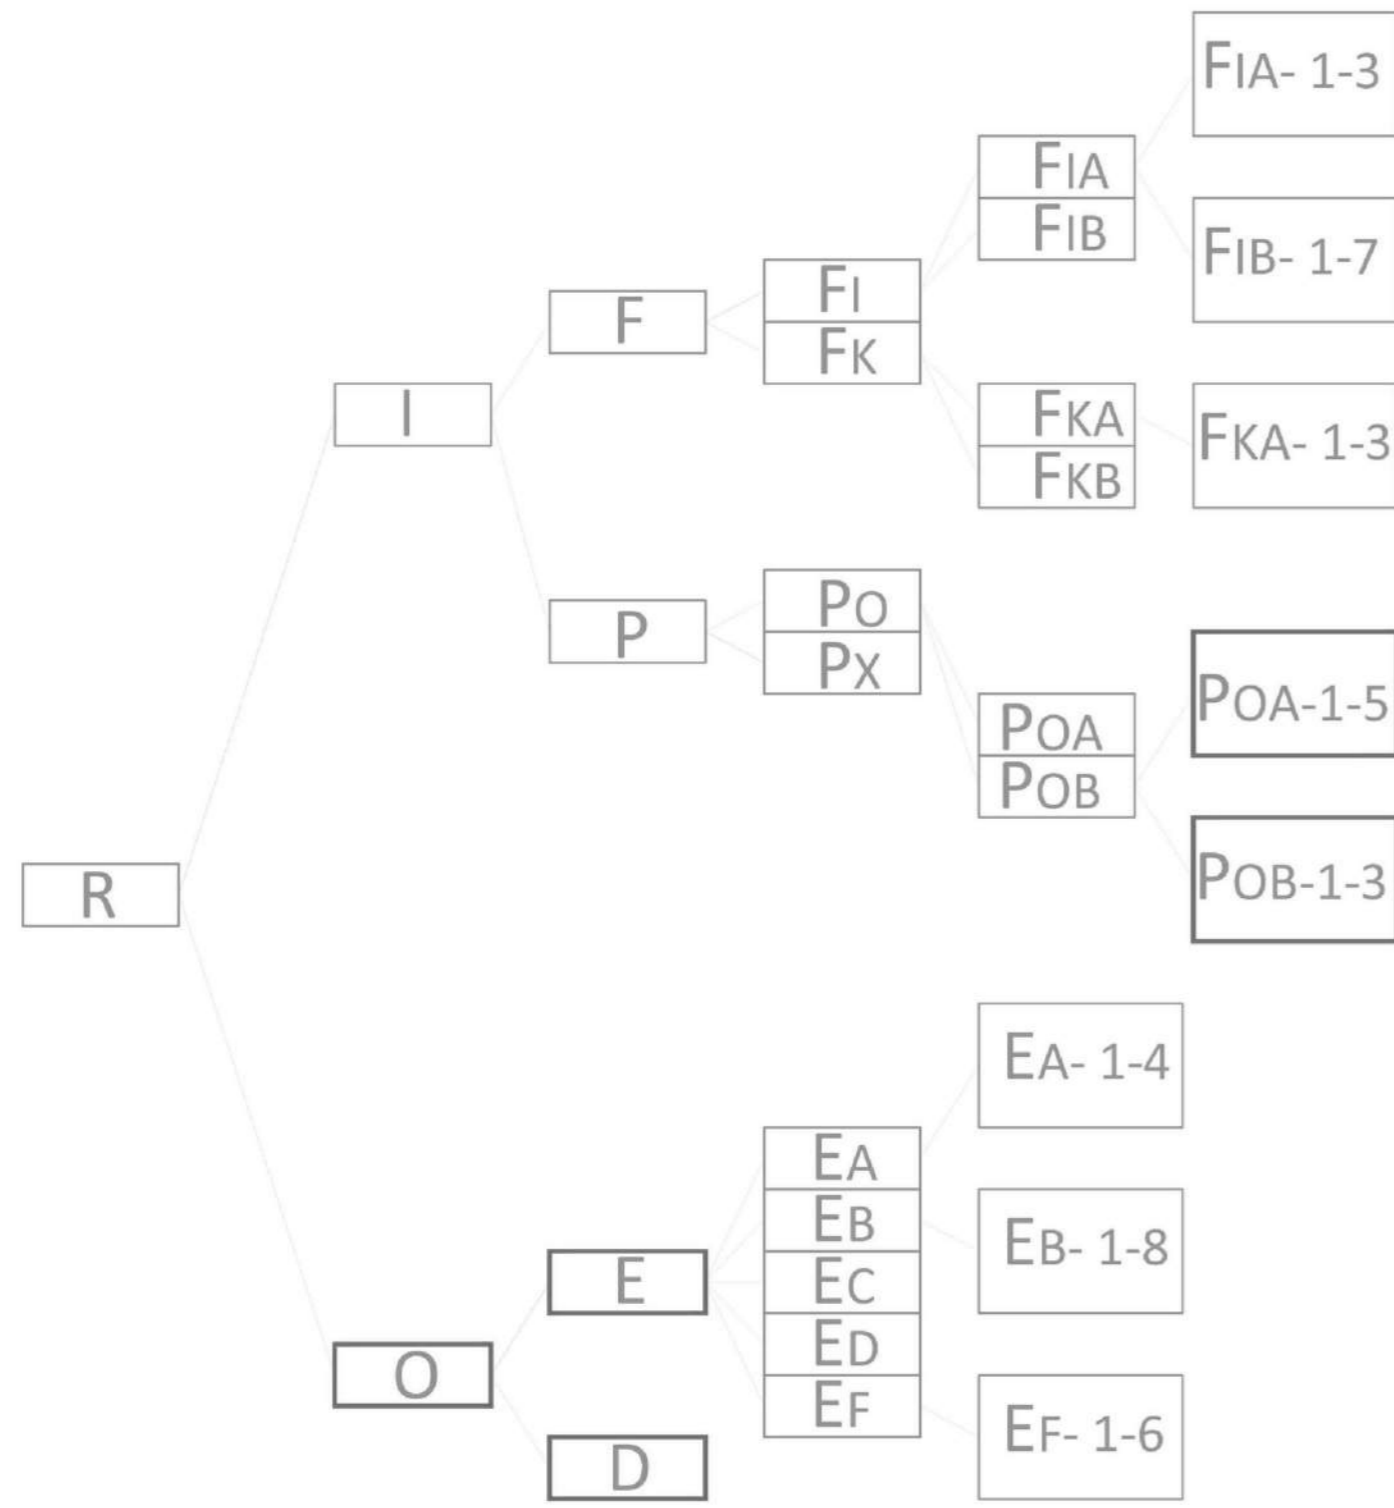 R
I
O
F
P
E
D
FI
FK
PO
PX
EA
EB
EC
ED
EF
FIA
FIB
FKA
FKB
POA
POB
EA- 1-4
EB- 1-8
EF- 1-6
FIA- 1-3
FIB- 1-7
FKA- 1-3
POA-1-5
POB-1-3